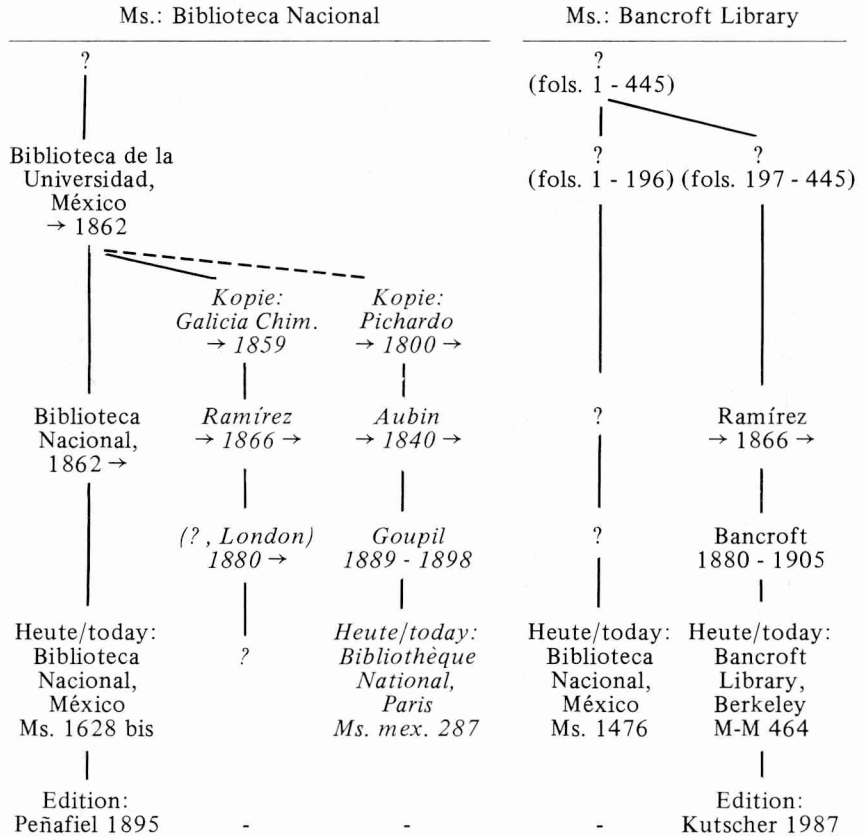 Ms.: Biblioteca Nacional Ms.: Bancroft Library
? ?
(fols. 1 - 445)
Biblioteca de la ? ?
Universidad, (fols. 1 - 196) (fols. 197 - 445)
México
→ 1862
Kopie: Kopie:
Galicia Chim. Pichardo
→ 1859 → 1800 →
Biblioteca Ramírez Aubin ? Ramírez
Nacional, → 1866 → → 1840 → → 1866 →
1862 →
(?, London) Goupil ? Bancroft
1880 → 1889 - 1898 1880 - 1905
Heute/today: Heute/today: Heute/today: Heute/today:
Biblioteca ? Bibliothèque Biblioteca Bancroft
Nacional, National, Nacional, Library,
México Paris México Berkeley
Ms. 1628 bis Ms. mex. 287 Ms. 1476 M-M 464
Edition: Edition:
Peñafiel 1895 - - - Kutscher 1987